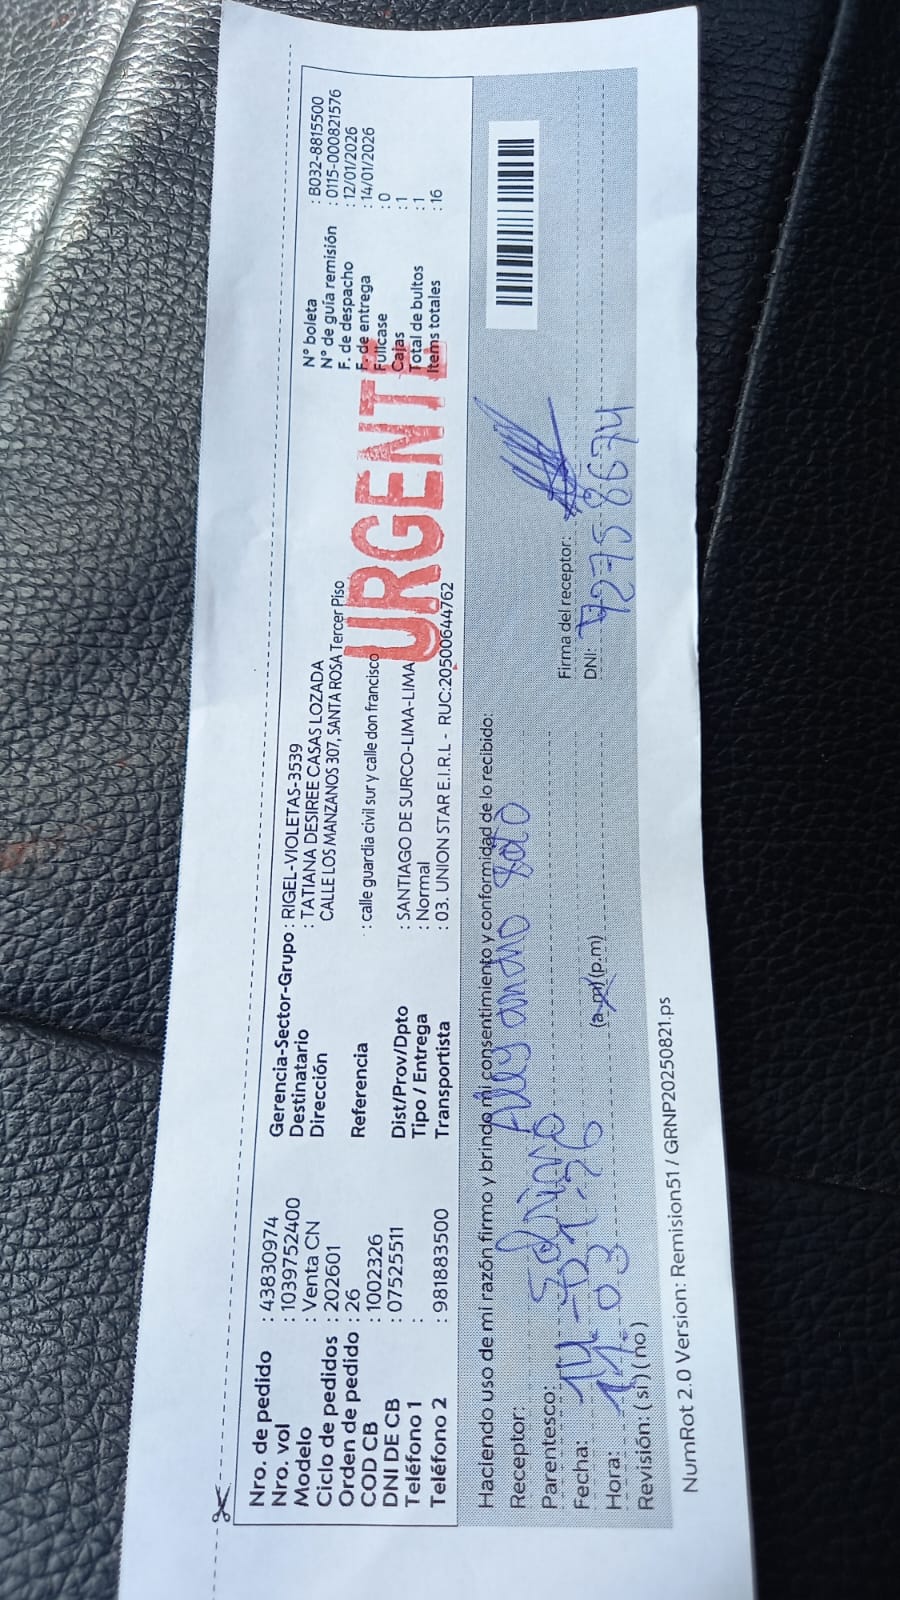 Nro. de pedido : 43830974
Nro. vol : 1039752400
Modelo : Venta CN
Ciclo de pedidos : 202601
Orden de pedido : 26
COD CB : 1002326
DNI DE CB : 07525511
Teléfono 1 :
Teléfono 2 : 981883500
Gerencia-Sector-Grupo : RIGEL-VIOLETAS-3539
Destinatario : TATIANA DESIREE CASAS LOZADA
Dirección CALLE LOS MANZANOS 307, SANTA ROSA Tercer Piso
Referencia : calle guardia civil sur y calle don francisco
Dist/Prov/Dpto : SANTIAGO DE SURCO-LIMA-LIMA
Tipo / Entrega : Normal
Transportista : 03. UNION STAR E.I.R.L - RUC:20500644762
N° boleta : B032-8815500
N° de guía remisión : 0115-000821576
F. de despacho : 12/01/2026
F. de entrega : 14/01/2026
Fullcase : 0
Cajas : 1
Total de bultos : 1
Items totales : 16
URGENTE
Haciendo uso de mi razón firmo y brindo mi consentimiento y conformidad de lo recibido:
Receptor: Soto
Parentesco:
Fecha: 14-01-26
Hora: 11:03 (a.m)(p.m)
Revisión: ( si ) ( no )
Firma del receptor:
DNI: 72758674
NumRot 2.0 Version: Remision51 / GRNP20250821.ps